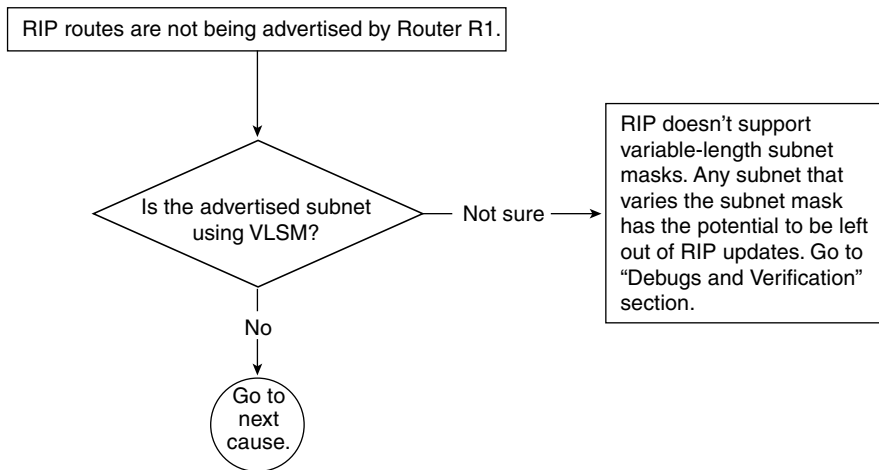 RIP routes are not being advertised by Router R1.
Is the advertised subnet
using VLSM?
Not sure
RIP doesn’t support
variable-length subnet
masks. Any subnet that
varies the subnet mask
has the potential to be left
out of RIP updates. Go to
“Debugs and Verification”
section.
No
Go to
next
cause.